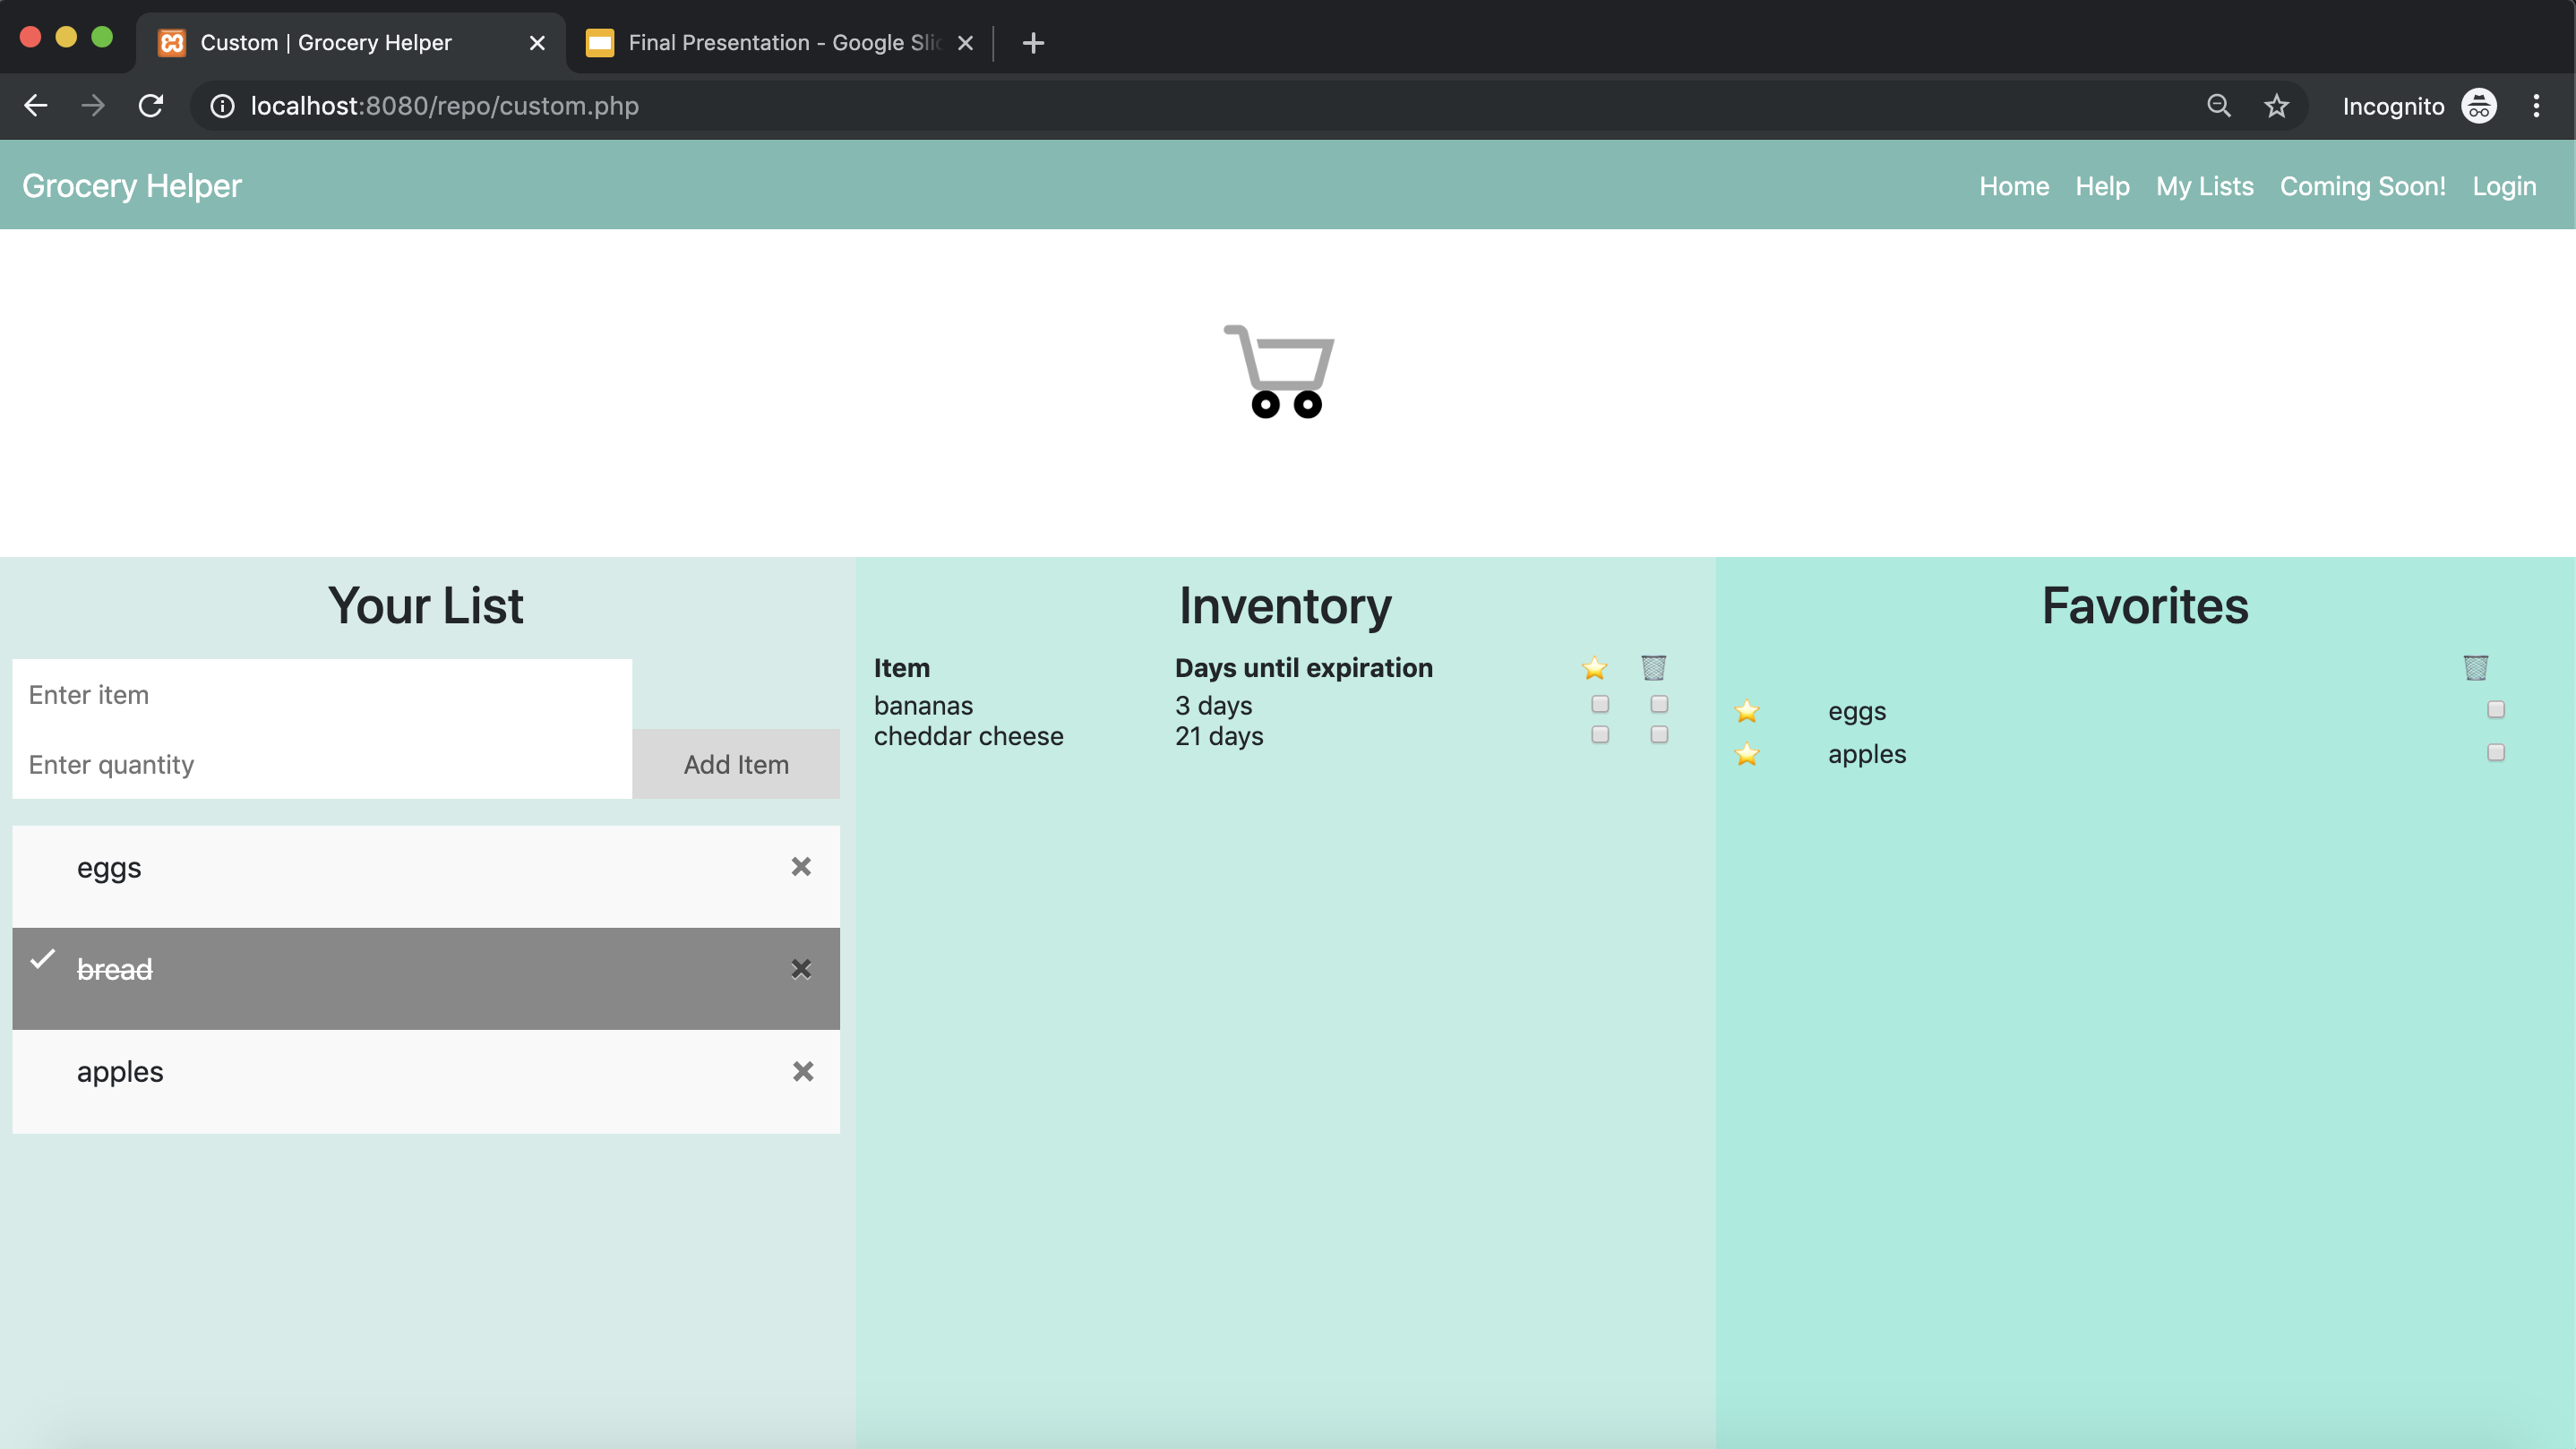 Custom | Grocery Helper
Final Presentation - Google Slic
localhost:8080/repo/custom.php
Incognito
Grocery Helper
Home Help My Lists Coming Soon! Login
Your List
Enter item
Enter quantity
Add Item
eggs
bread
apples
Inventory
Item Days until expiration
bananas 3 days
cheddar cheese 21 days
Favorites
eggs
apples